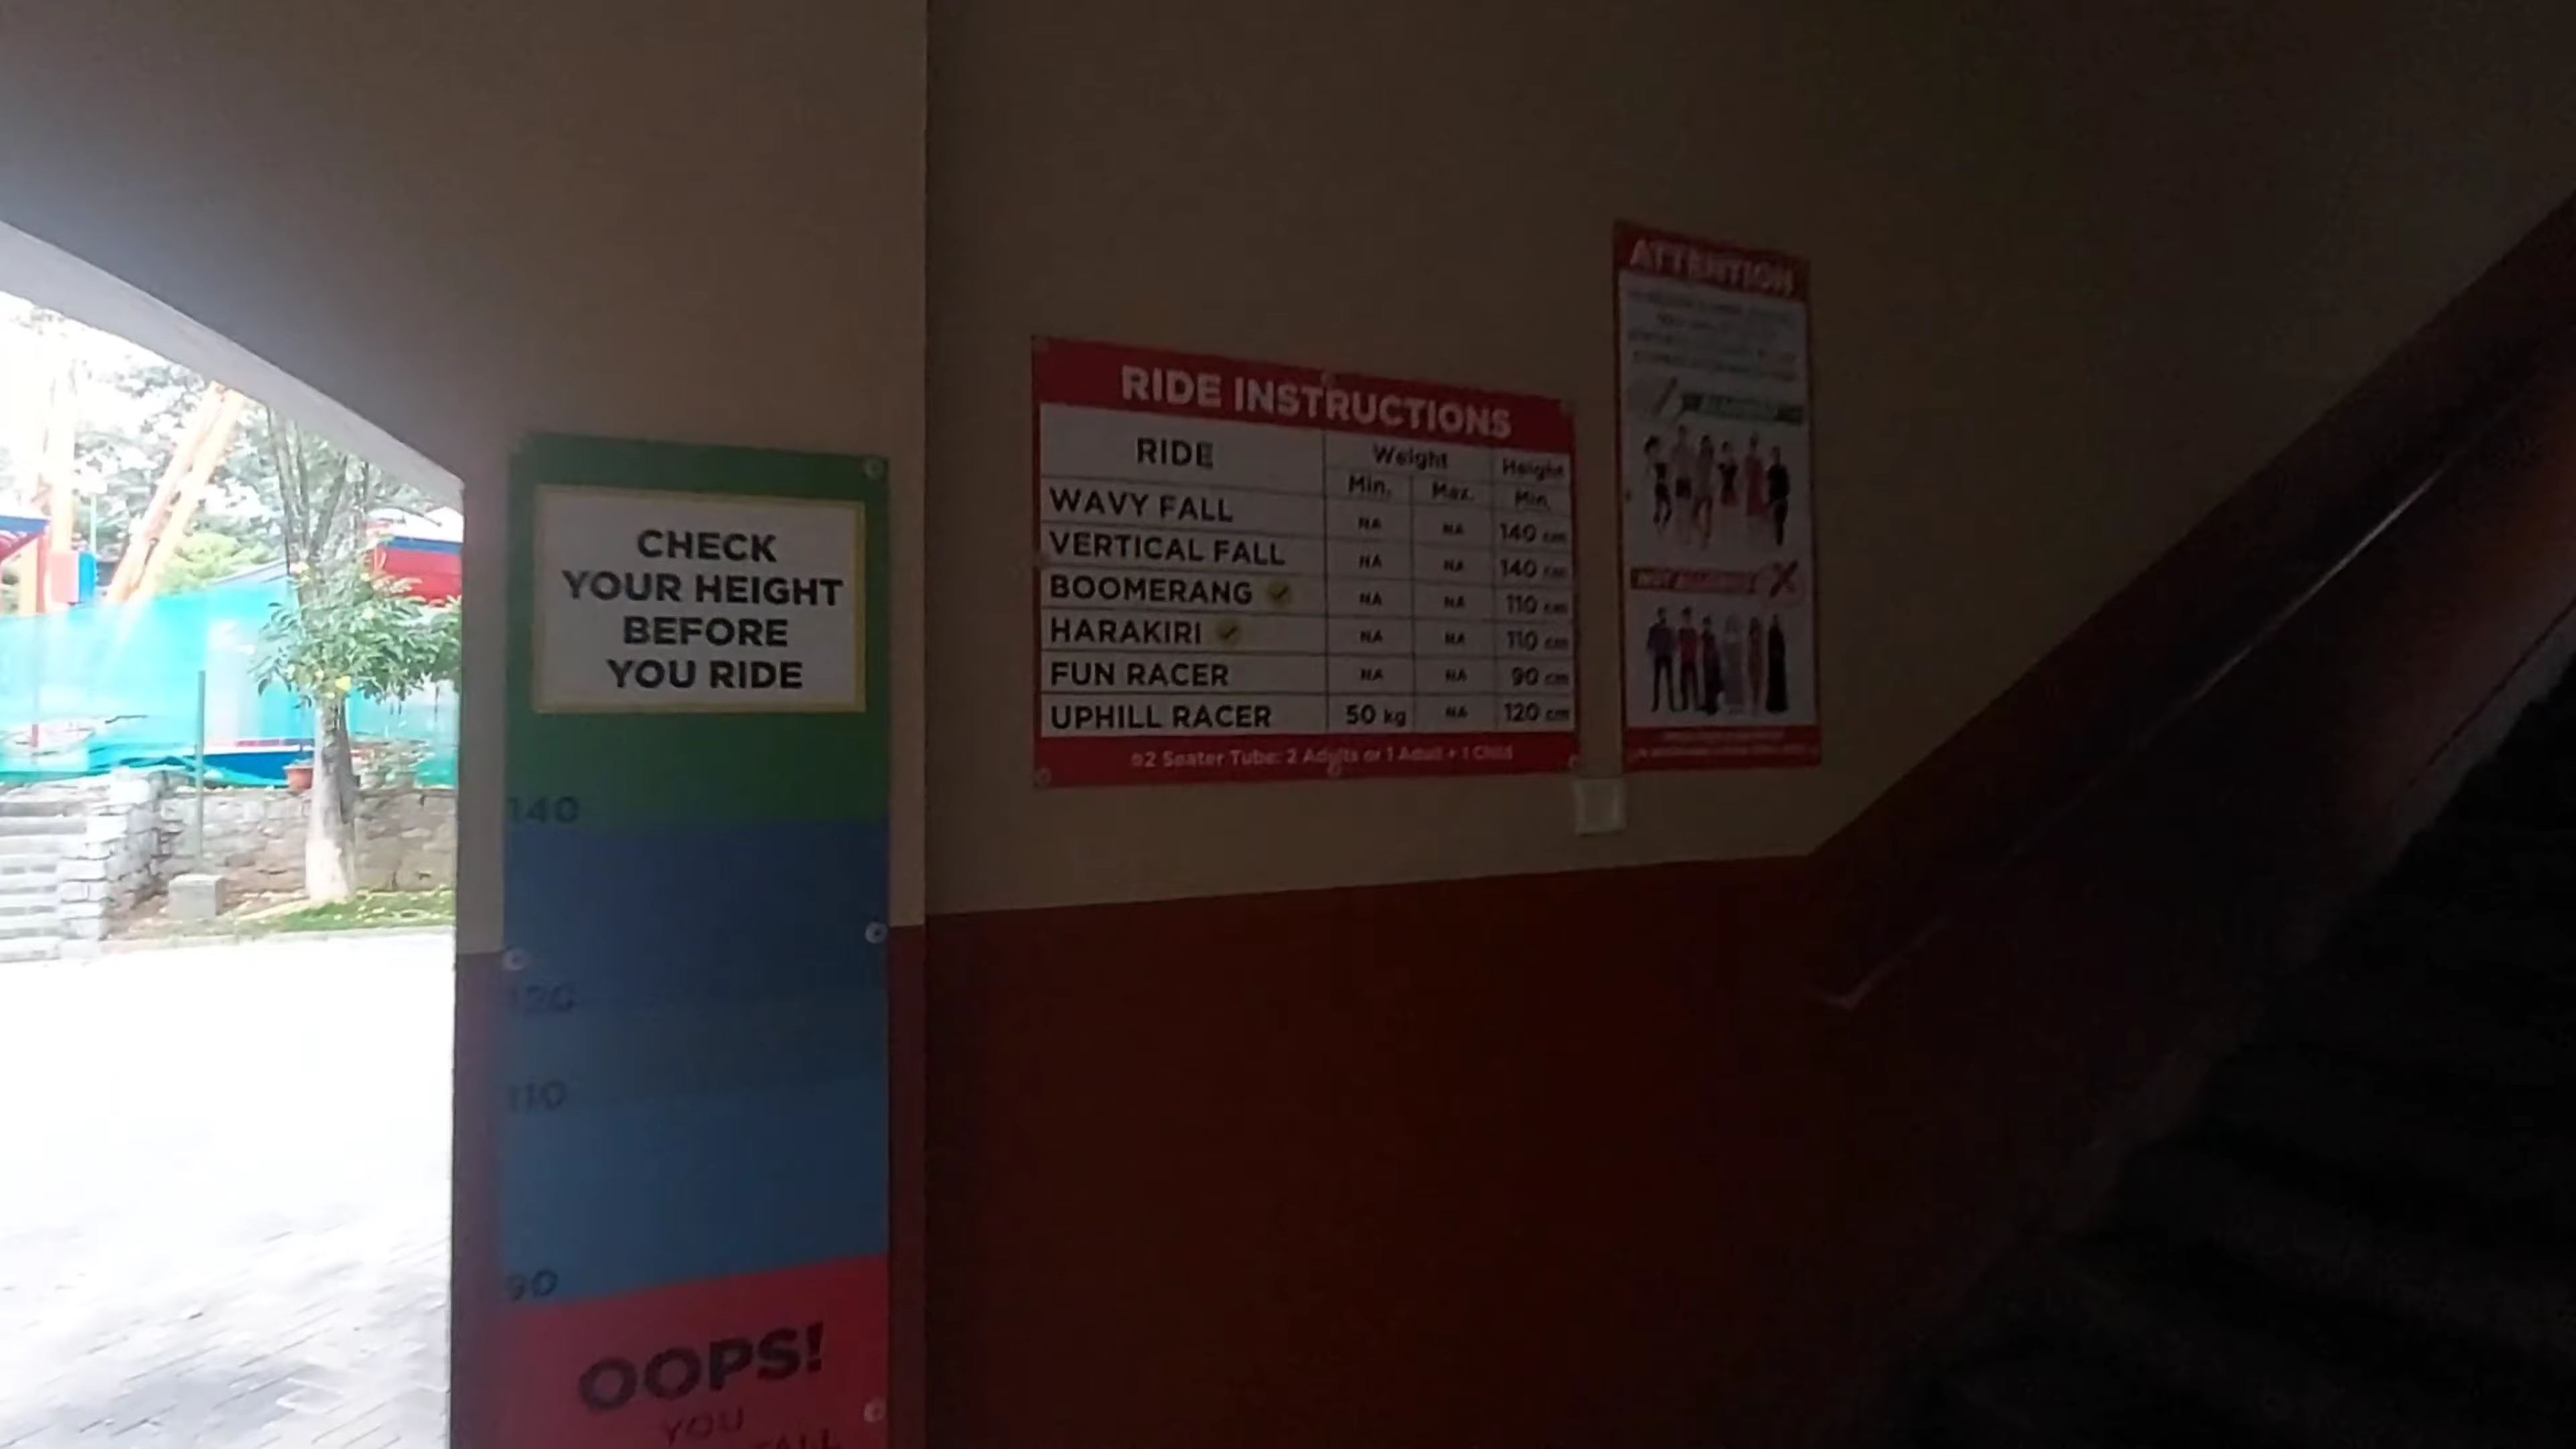 CHECK
YOUR HEIGHT
BEFORE
YOU RIDE
140
120
110
90
OOPS!
YOU
RIDE INSTRUCTIONS
RIDE Weight Height
Min. Max. Min.
WAVY FALL NA NA 140 cm
VERTICAL FALL NA NA 140 cm
BOOMERANG NA NA 110 cm
HARAKIRI NA NA 110 cm
FUN RACER NA NA 90 cm
UPHILL RACER 50 kg NA 120 cm
2 Seater Tube: 2 Adults or 1 Adult + 1 Child
ATTENTION
NOT ALLOWED